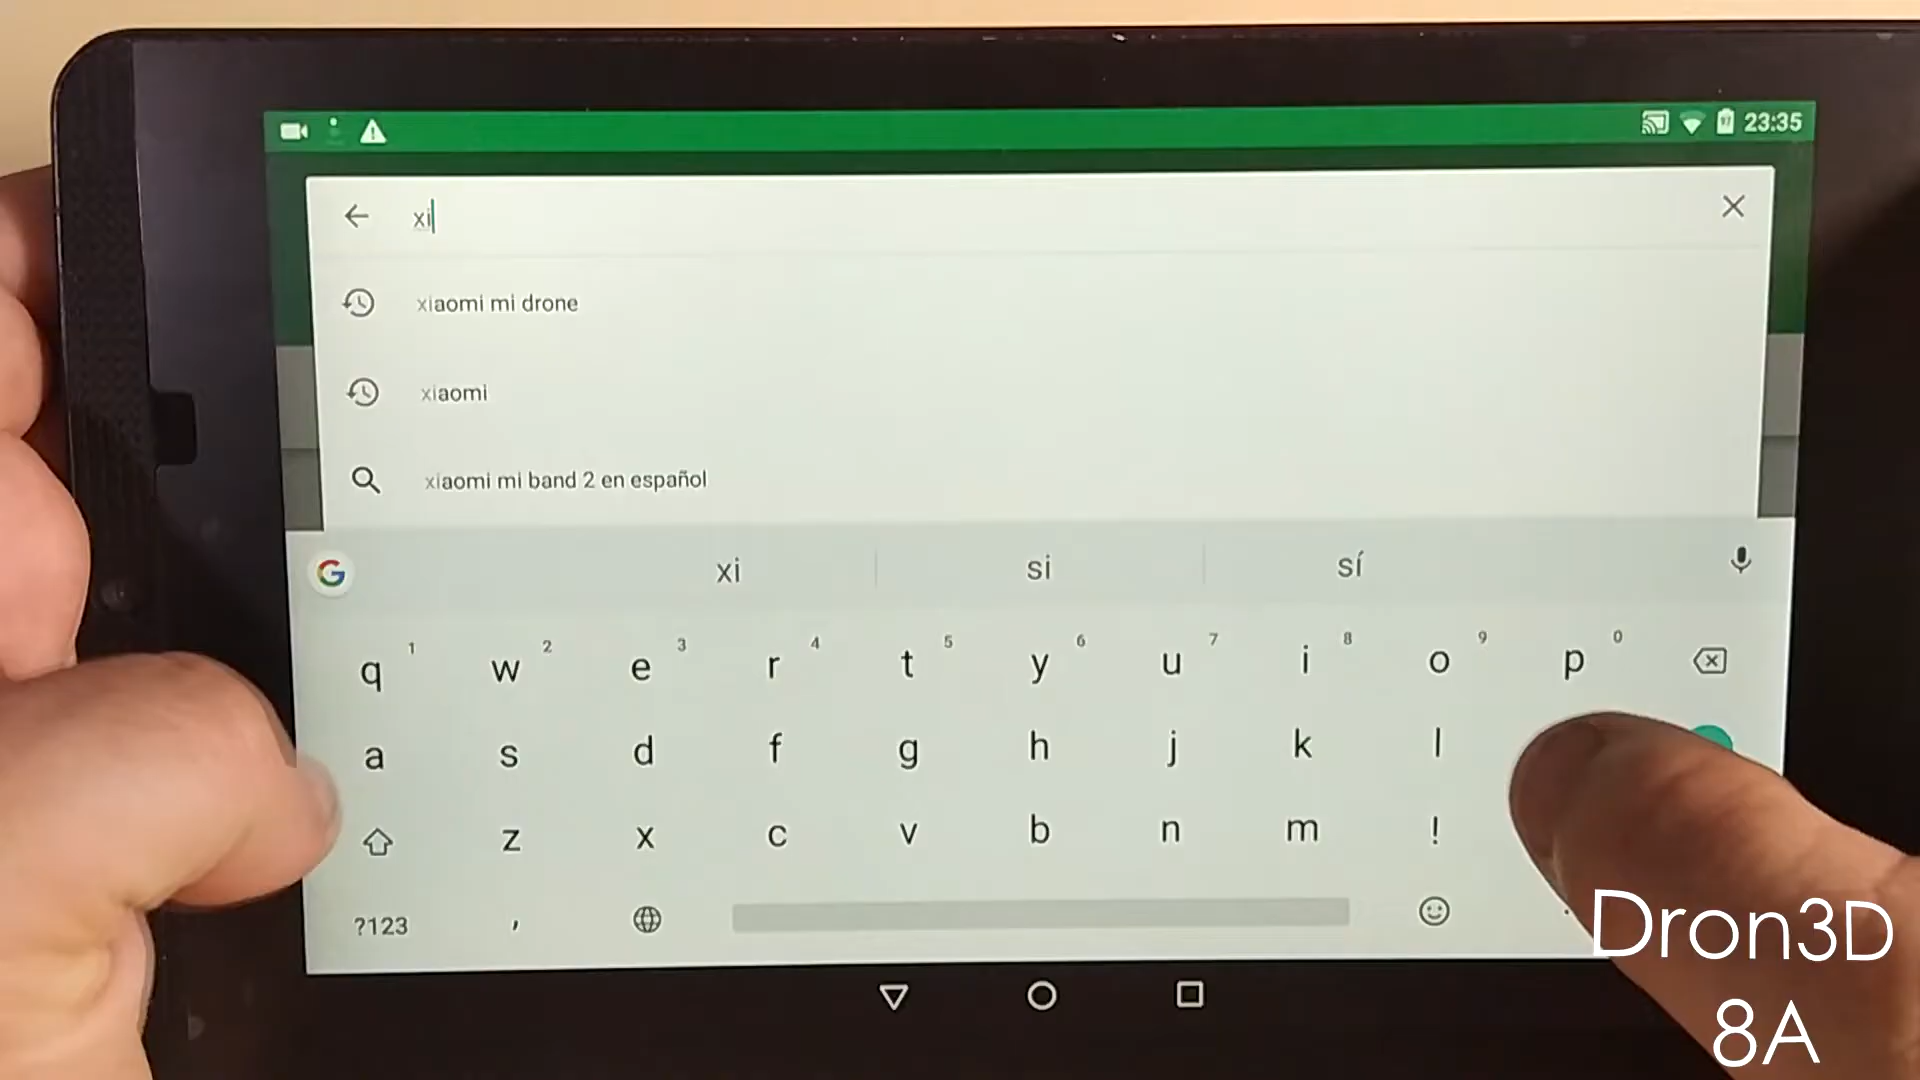 23:35
xi
xiaomi mi drone
xiaomi
xiaomi mi band 2 en español
G xi si sí
q 1 w 2 e 3 r 4 t 5 y 6 u 7 i 8 o 9 p 0
a s d f g h j k l
z x c v b n m !
?123 ,
Dron3D
8A